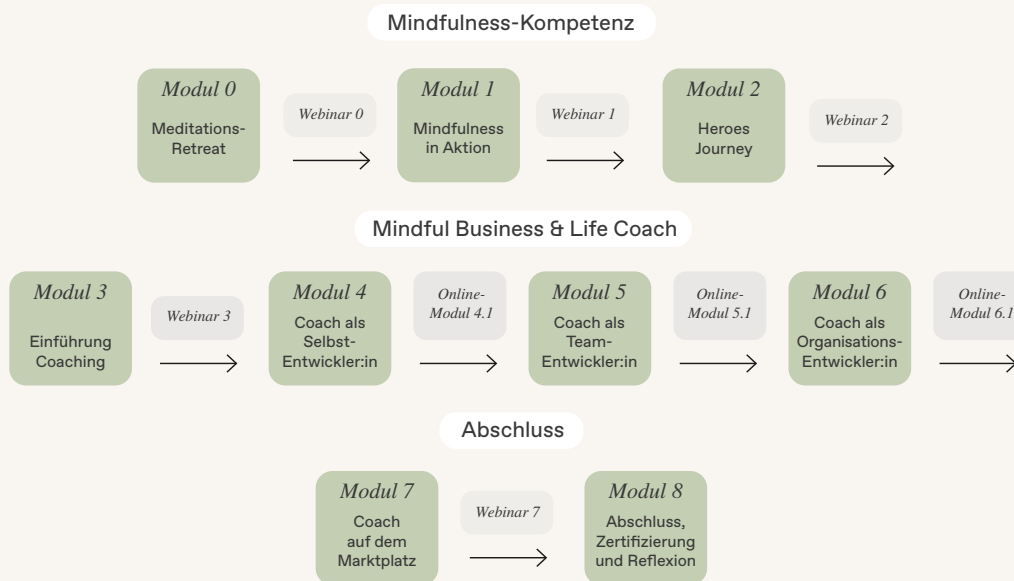 Mindfulness-Kompetenz
Modul 0
Meditations-
Retreat
Webinar 0
Modul 1
Mindfulness
in Aktion
Webinar 1
Modul 2
Heroes
Journey
Webinar 2
Mindful Business & Life Coach
Modul 3
Einführung
Coaching
Webinar 3
Modul 4
Coach als
Selbst-
Entwickler:in
Online-
Modul 4.1
Modul 5
Coach als
Team-
Entwickler:in
Online-
Modul 5.1
Modul 6
Coach als
Organisations-
Entwickler:in
Online-
Modul 6.1
Abschluss
Modul 7
Coach
auf dem
Marktplatz
Webinar 7
Modul 8
Abschluss,
Zertifizierung
und Reflexion